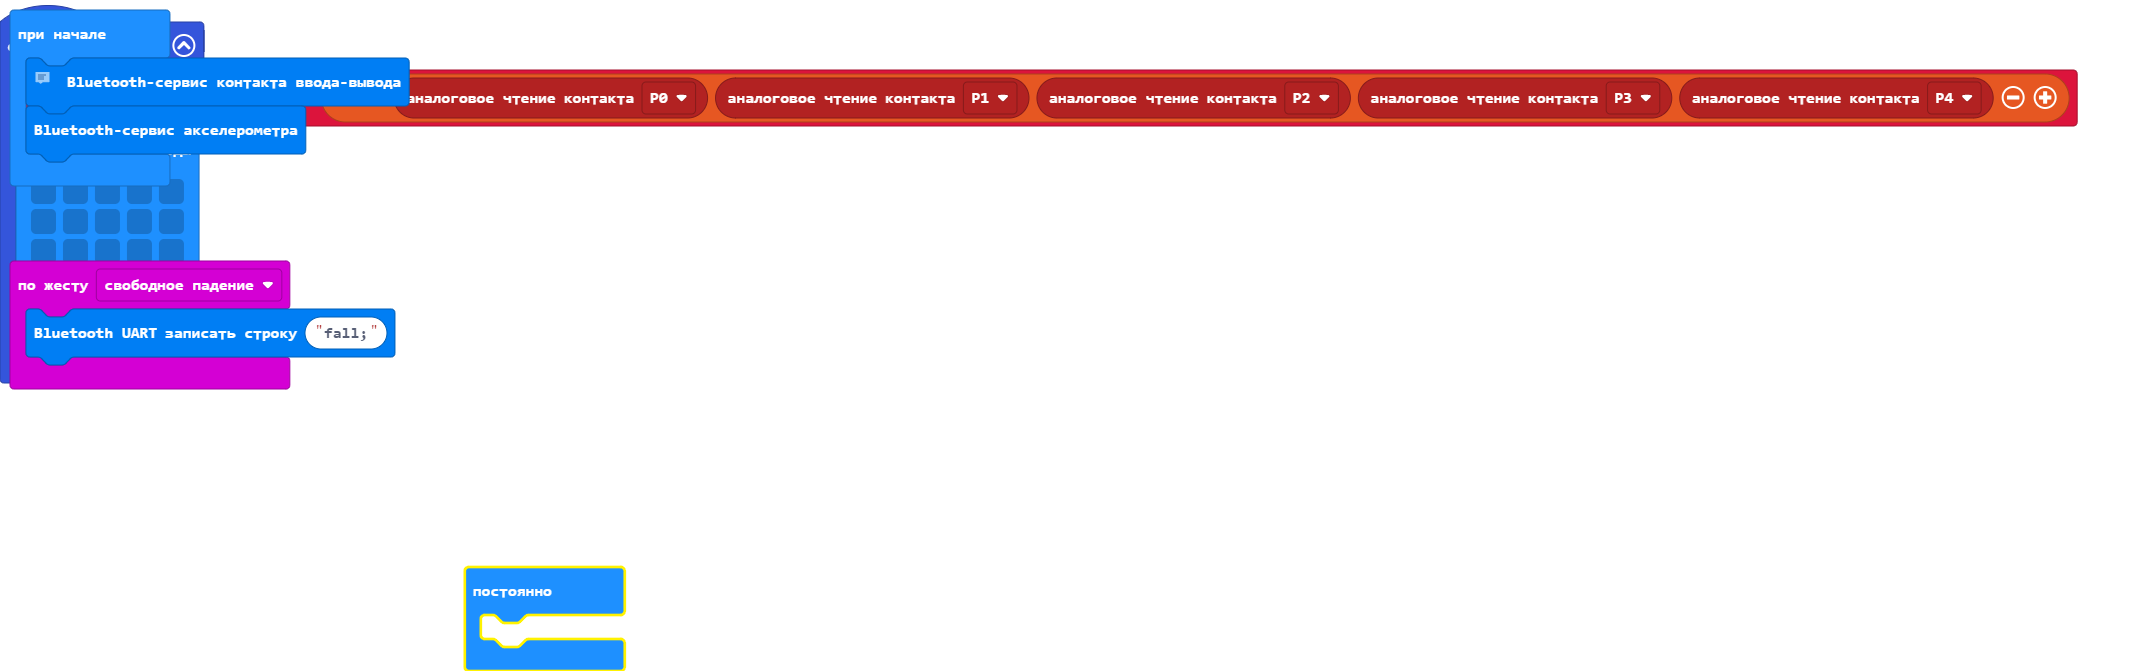 при начале
Bluetooth-сервис контакта ввода-вывода
аналоговое чтение контакта P0 аналоговое чтение контакта P1 аналоговое чтение контакта P2 аналоговое чтение контакта P3 аналоговое чтение контакта P4
Bluetooth-сервис акселерометра
по жесту свободное падение
Bluetooth UART записать строку "fall;"
постоянно